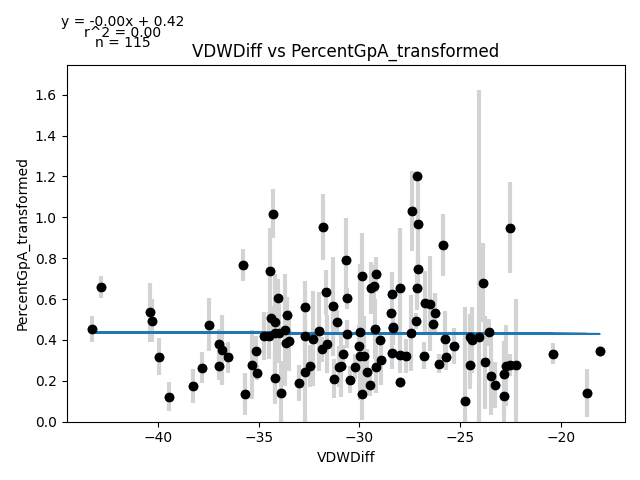 y = -0.00x + 0.42
r^2 = 0.00
n = 115
VDWDiff vs PercentGpA_transformed
PercentGpA_transformed
1.6
1.4
1.2
1.0
0.8
0.6
0.4
0.2
0.0
−40
−35
−30
−25
−20
VDWDiff